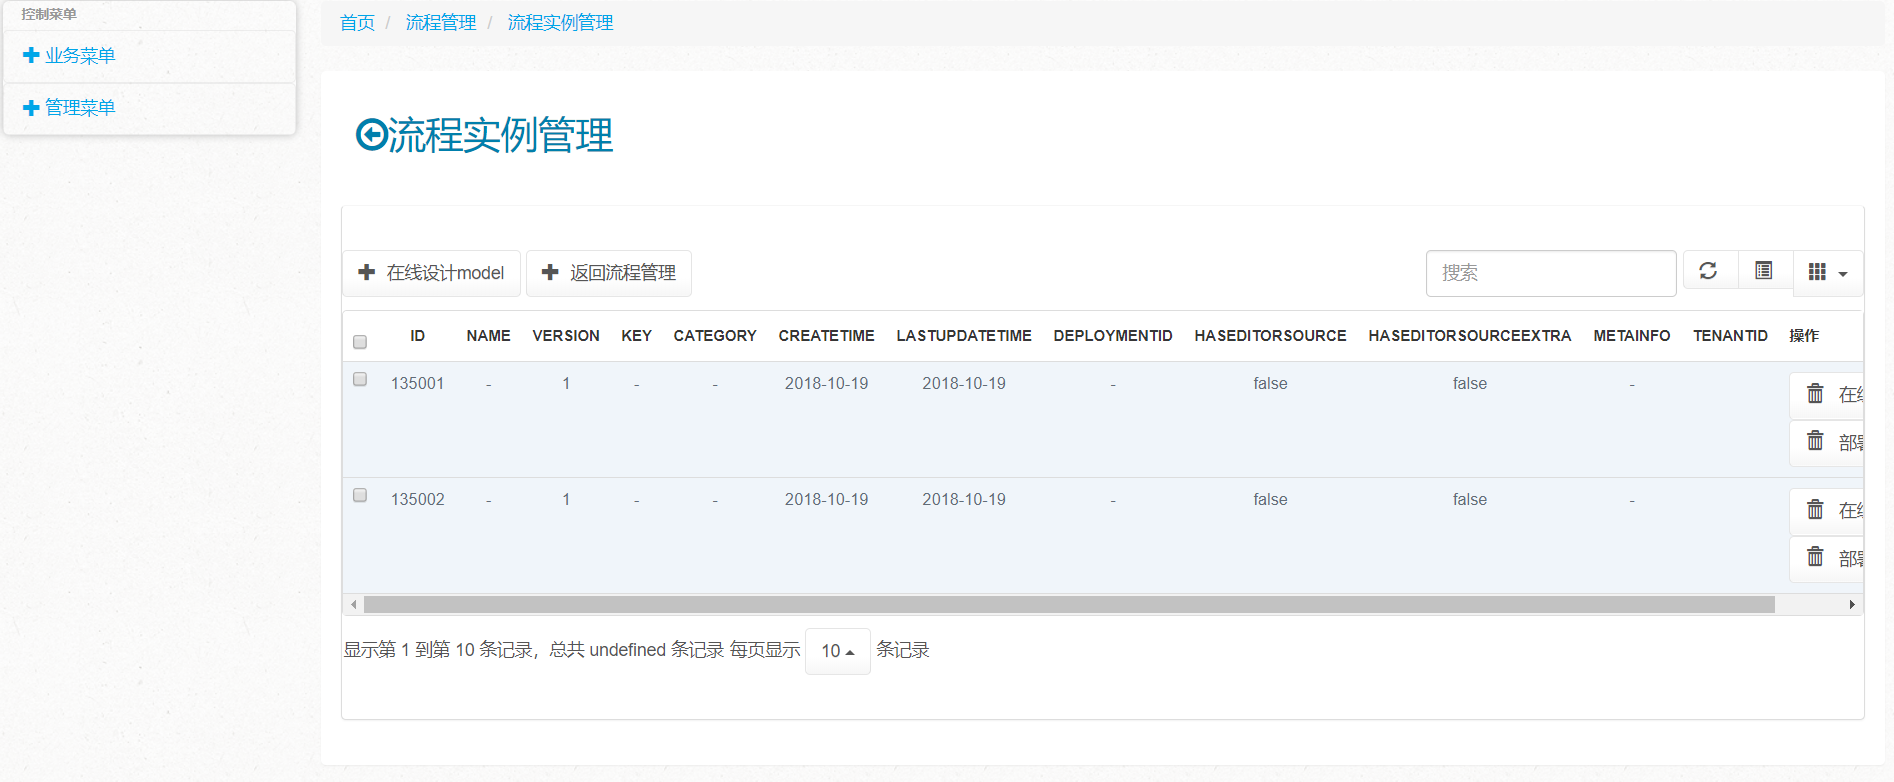 控制菜单
业务菜单
管理菜单
首页 / 流程管理 / 流程实例管理
流程实例管理
在线设计model 返回流程管理 搜索
ID NAME VERSION KEY CATEGORY CREATETIME LASTUPDATETIME DEPLOYMENTID HASEDITORSOURCE HASEDITORSOURCEEXTRA METAINFO TENANTID 操作
135001 - 1 - - 2018-10-19 2018-10-19 - false false - 在
部
135002 - 1 - - 2018-10-19 2018-10-19 - false false - 在
部
显示第 1 到第 10 条记录，总共 undefined 条记录 每页显示 10 条记录